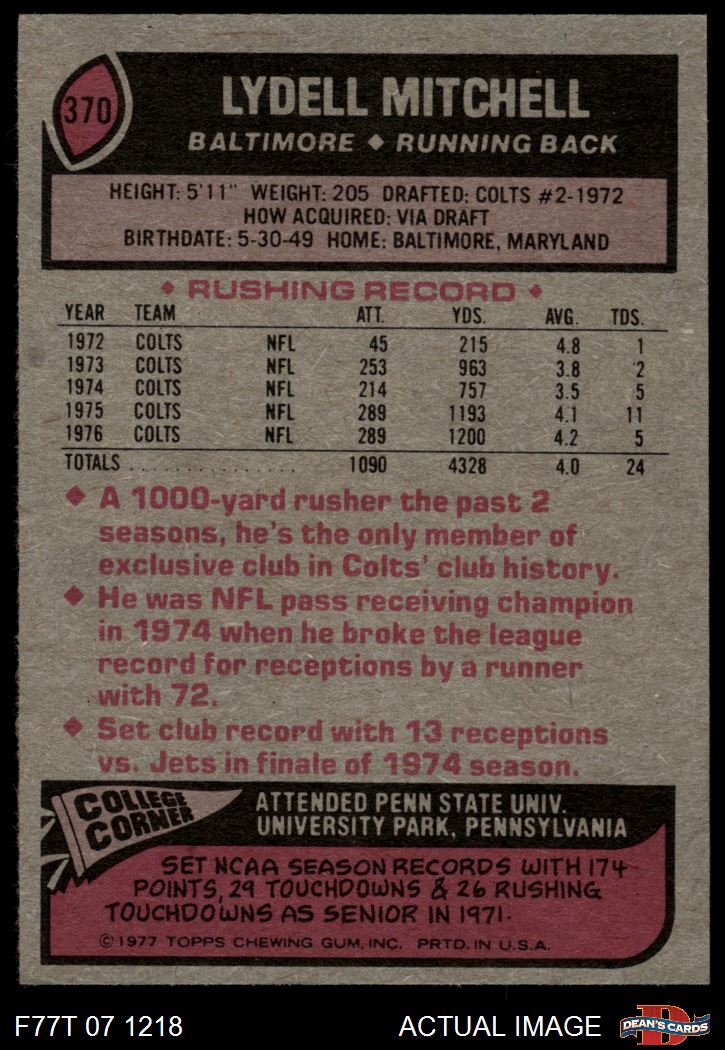 370
LYDELL MITCHELL
BALTIMORE ◆ RUNNING BACK
HEIGHT: 5'11" WEIGHT: 205 DRAFTED: COLTS #2-1972
HOW ACQUIRED: VIA DRAFT
BIRTHDATE: 5-30-49 HOME: BALTIMORE, MARYLAND
◆ RUSHING RECORD ◆
YEAR TEAM ATT. YDS. AVG. TDS.
1972 COLTS NFL 45 215 4.8 1
1973 COLTS NFL 253 963 3.8 2
1974 COLTS NFL 214 757 3.5 5
1975 COLTS NFL 289 1193 4.1 11
1976 COLTS NFL 289 1200 4.2 5
TOTALS . . . . . . . . . . . . . . . . 1090 4328 4.0 24
◆ A 1000-yard rusher the past 2
seasons, he's the only member of
exclusive club in Colts' club history.
◆ He was NFL pass receiving champion
in 1974 when he broke the league
record for receptions by a runner
with 72.
◆ Set club record with 13 receptions
vs. Jets in finale of 1974 season.
COLLEGE
CORNER
ATTENDED PENN STATE UNIV.
UNIVERSITY PARK, PENNSYLVANIA
SET NCAA SEASON RECORDS WITH 174
POINTS, 29 TOUCHDOWNS & 26 RUSHING
TOUCHDOWNS AS SENIOR IN 1971.
©1977 TOPPS CHEWING GUM, INC. PRTD. IN U.S.A.
F77T 07 1218 ACTUAL IMAGE
D
DEAN'S CARDS